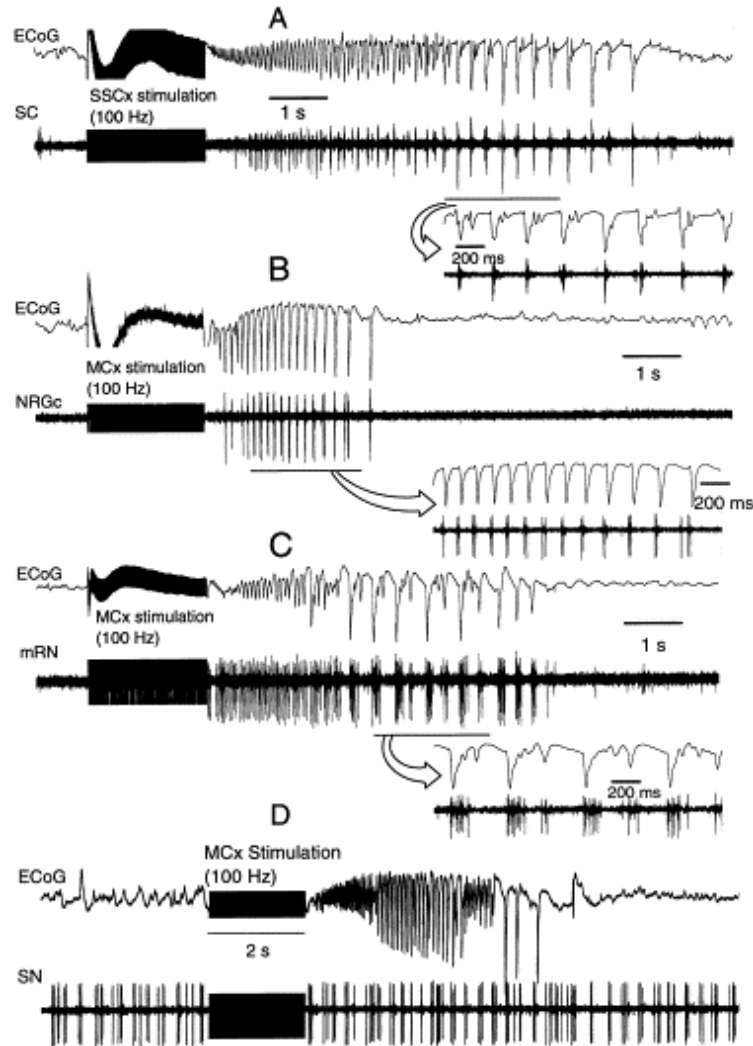 A
ECoG
SSCx stimulation
(100 Hz)
1 s
SC
200 ms
B
ECoG
MCx stimulation
(100 Hz)
1 s
NRGc
200 ms
C
ECoG
MCx stimulation
(100 Hz)
1 s
mRN
200 ms
D
MCx Stimulation
(100 Hz)
ECoG
2 s
SN